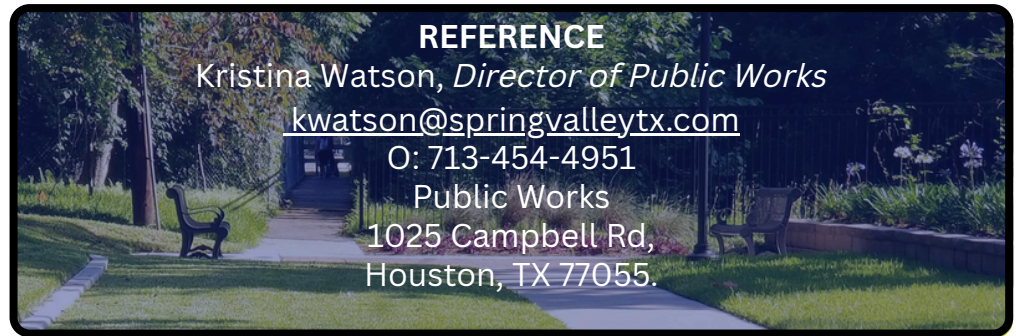 REFERENCE
Kristina Watson, Director of Public Works
kwatson@springvalleytx.com
O: 713-454-4951
Public Works
1025 Campbell Rd,
Houston, TX 77055.